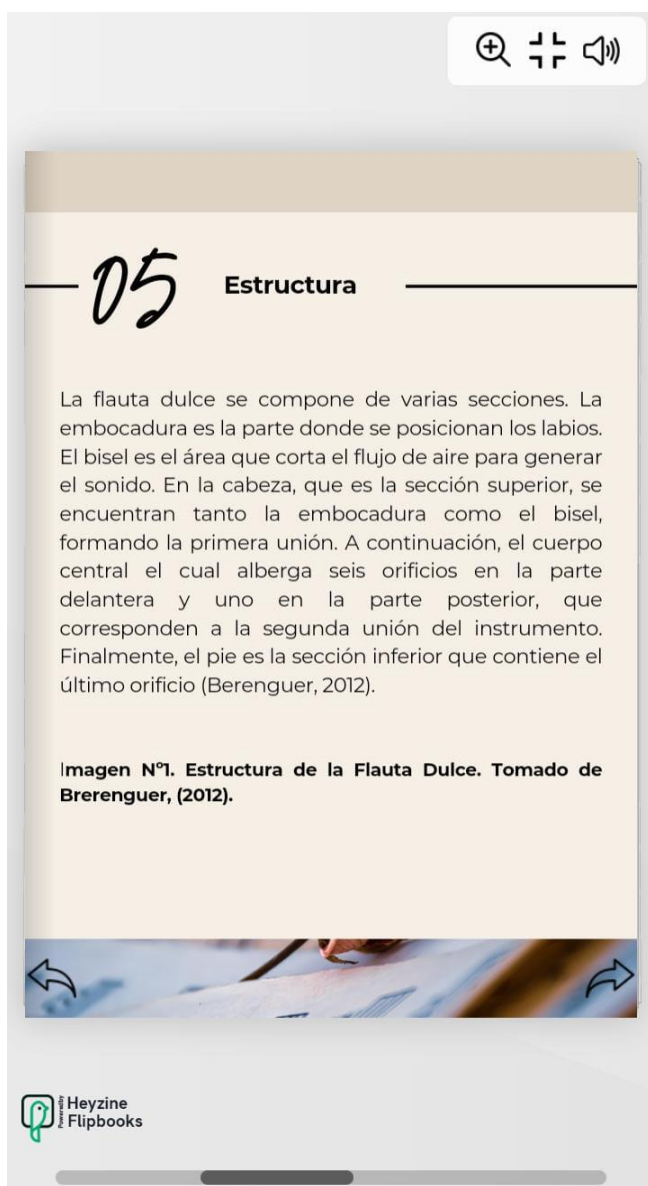 05 Estructura
La flauta dulce se compone de varias secciones. La
embocadura es la parte donde se posicionan los labios.
El bisel es el área que corta el flujo de aire para generar
el sonido. En la cabeza, que es la sección superior, se
encuentran tanto la embocadura como el bisel,
formando la primera unión. A continuación, el cuerpo
central el cual alberga seis orificios en la parte
delantera y uno en la parte posterior, que
corresponden a la segunda unión del instrumento.
Finalmente, el pie es la sección inferior que contiene el
último orificio (Berenguer, 2012).
Imagen Nº1. Estructura de la Flauta Dulce. Tomado de
Brerenguer, (2012).
Powered by
Heyzine
Flipbooks